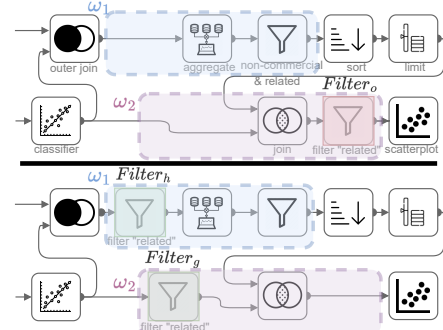 ω₁
outer join
aggregate
non-commercial
& related
sort
limit
Filterₒ
ω₂
classifier
join
filter "related"
scatterplot
ω₁ Filterₕ
filter "related"
Filter₉
ω₂
filter "related"